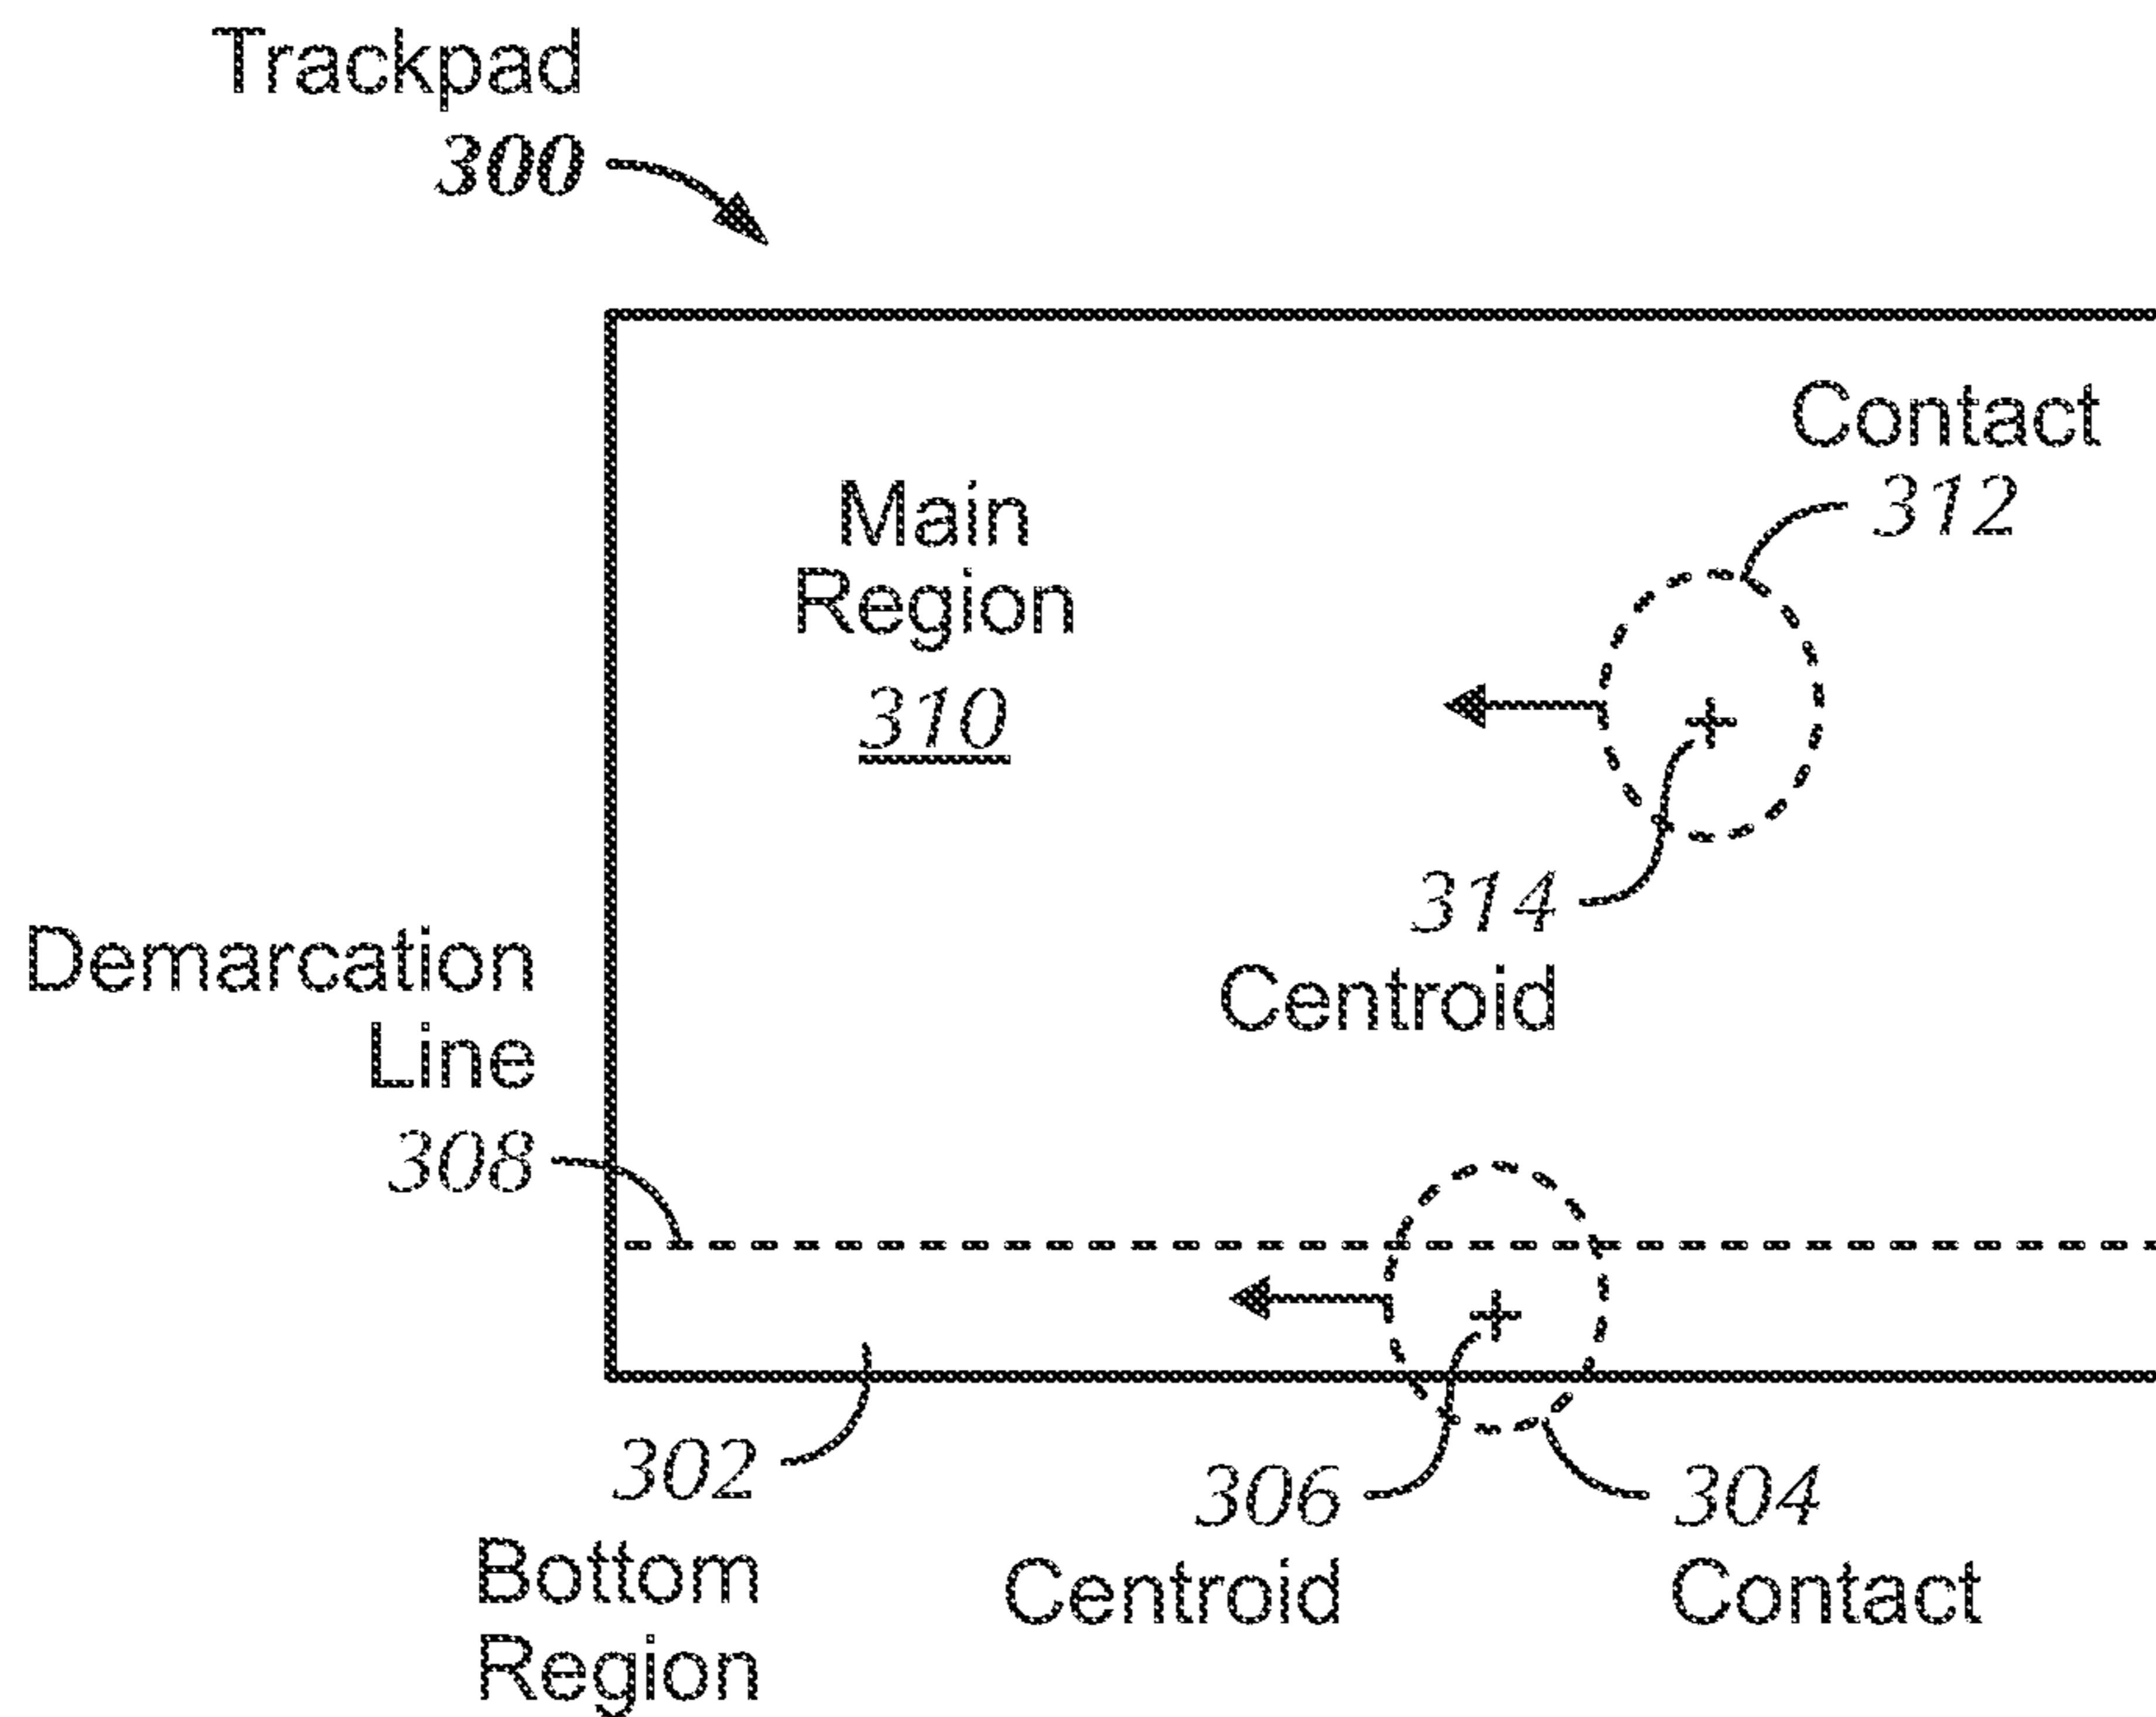 Trackpad
300
Contact
312
Main
Region
310
314
Centroid
Demarcation
Line
308
302
Bottom
Region
306
Centroid
304
Contact